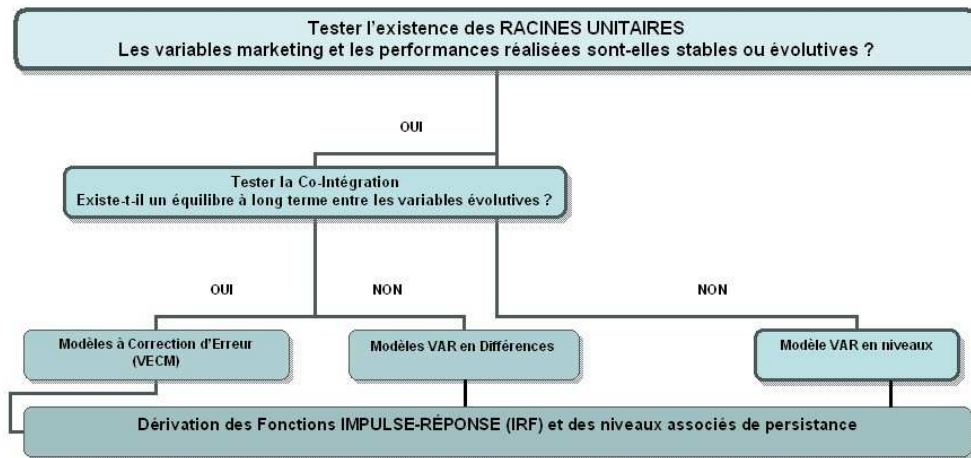 Tester l'existence des RACINES UNITAIRES
Les variables marketing et les performances réalisées sont-elles stables ou évolutives ?
OUI
Tester la Co-Intégration
Existe-t-il un équilibre à long terme entre les variables évolutives ?
OUI
NON
NON
Modèles à Correction d'Erreur
(VECM)
Modèles VAR en Différences
Modèle VAR en niveaux
Dérivation des Fonctions IMPULSE-RÉPONSE (IRF) et des niveaux associés de persistance